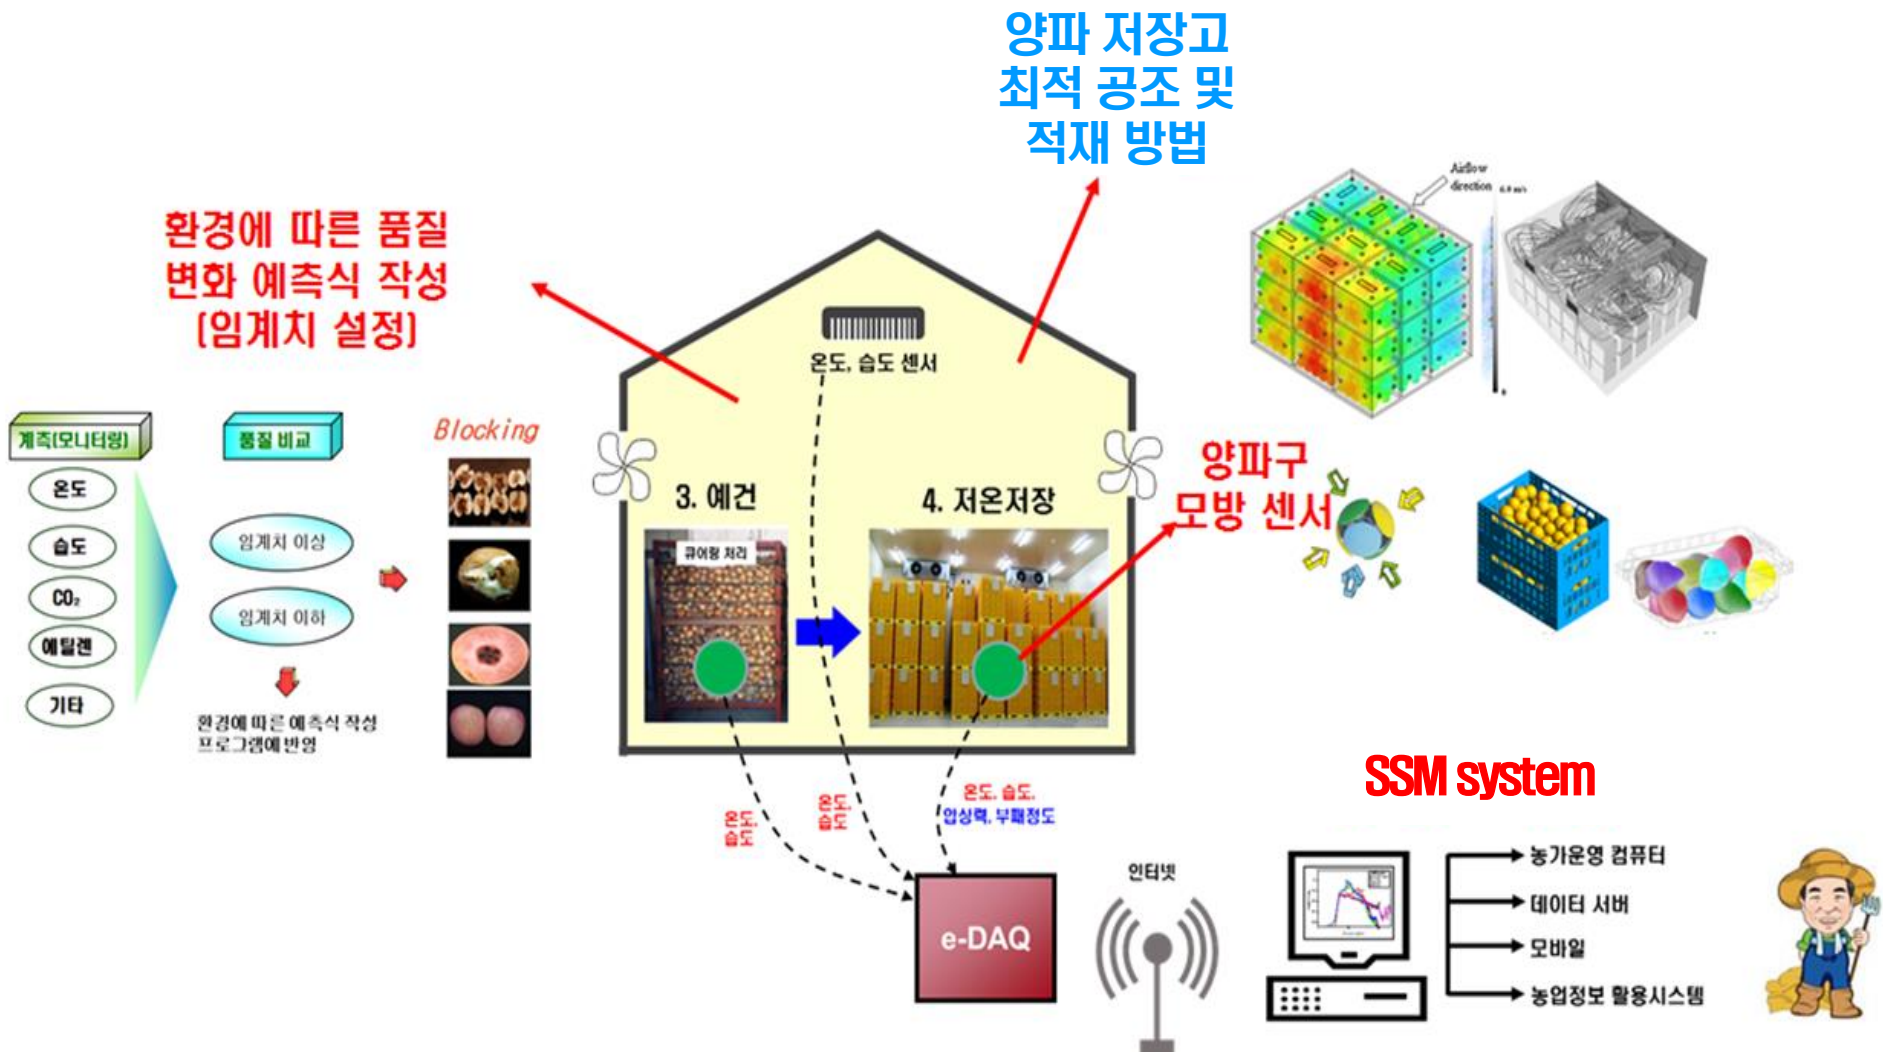 양파 저장고
최적 공조 및
적재 방법
환경에 따른 품질
변화 예측식 작성
(임계치 설정)
Airflow
direction
6.0 m/s
0
온도, 습도 센서
계측(모니터링)
온도
습도
CO₂
에틸렌
기타
품질 비교
임계치 이상
임계치 이하
환경에 따른 예측식 작성
프로그램에 반영
Blocking
3. 예건
큐어링 처리
4. 저온저장
양파구
모방 센서
온도,
습도
온도,
습도
온도, 습도,
압상력, 부패정도
e-DAQ
인터넷
SSM system
농가운영 컴퓨터
데이터 서버
모바일
농업정보 활용시스템